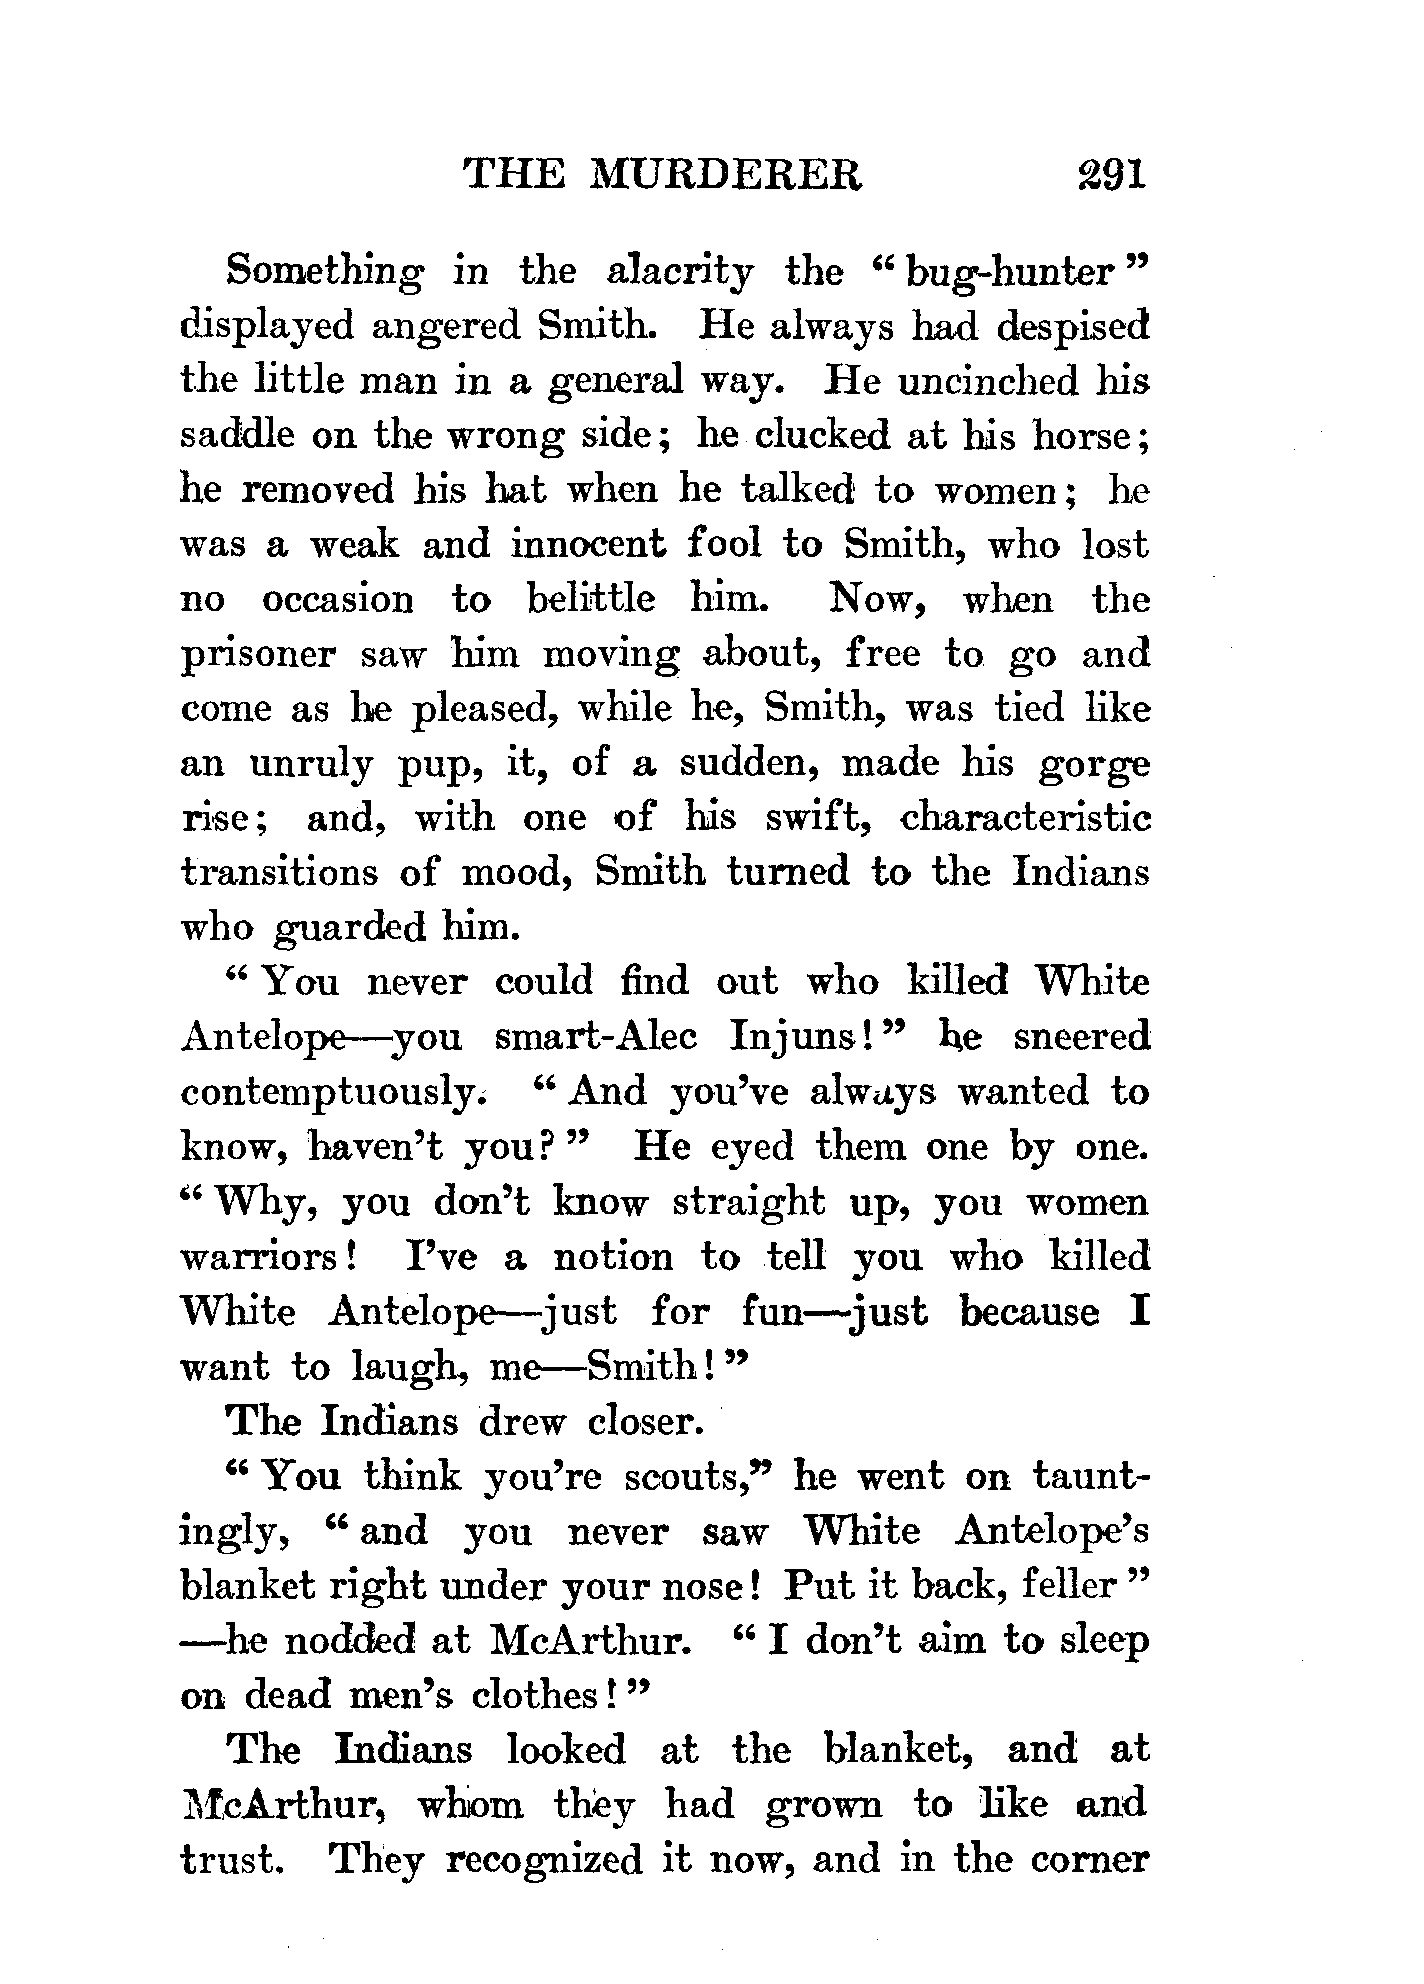 THE MURDERER 291
Something in the alacrity the “ bug-hunter ”
displayed angered Smith. He always had despised
the little man in a general way. He uncinched his
saddle on the wrong side; he clucked at his horse;
he removed his hat when he talked to women; he
was a weak and innocent fool to Smith, who lost
no occasion to belittle him. Now, when the
prisoner saw him moving about, free to go and
come as he pleased, while he, Smith, was tied like
an unruly pup, it, of a sudden, made his gorge
rise; and, with one of his swift, characteristic
transitions of mood, Smith turned to the Indians
who guarded him.
“ You never could find out who killed White
Antelope—you smart-Alec Injuns! ” he sneered
contemptuously. “ And you’ve always wanted to
know, haven’t you? ” He eyed them one by one.
“ Why, you don’t know straight up, you women
warriors! I’ve a notion to tell you who killed
White Antelope—just for fun—just because I
want to laugh, me—Smith! ”
The Indians drew closer.
“ You think you’re scouts,” he went on taunt-
ingly, “ and you never saw White Antelope’s
blanket right under your nose! Put it back, feller ”
—he nodded at McArthur. “ I don’t aim to sleep
on dead men’s clothes! ”
The Indians looked at the blanket, and at
McArthur, whom they had grown to like and
trust. They recognized it now, and in the corner